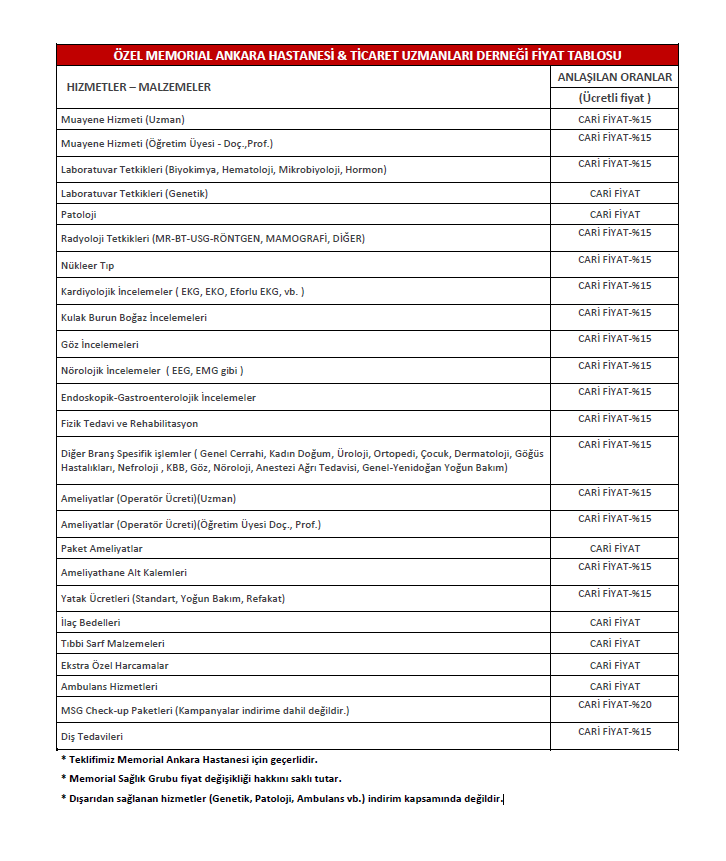 ÖZEL MEMORIAL ANKARA HASTANESİ & TİCARET UZMANLARI DERNEĞİ FİYAT TABLOSU
HIZMETLER – MALZEMELER
ANLAŞILAN ORANLAR
(Ücretli fiyat )
Muayene Hizmeti (Uzman) CARİ FİYAT-%15
Muayene Hizmeti (Öğretim Üyesi - Doç.,Prof.) CARİ FİYAT-%15
Laboratuvar Tetkikleri (Biyokimya, Hematoloji, Mikrobiyoloji, Hormon) CARİ FİYAT-%15
Laboratuvar Tetkikleri (Genetik) CARİ FİYAT
Patoloji CARİ FİYAT
Radyoloji Tetkikleri (MR-BT-USG-RÖNTGEN, MAMOGRAFİ, DİĞER) CARİ FİYAT-%15
Nükleer Tıp CARİ FİYAT-%15
Kardiyolojik İncelemeler ( EKG, EKO, Eforlu EKG, vb. ) CARİ FİYAT-%15
Kulak Burun Boğaz İncelemeleri CARİ FİYAT-%15
Göz İncelemeleri CARİ FİYAT-%15
Nörolojik İncelemeler ( EEG, EMG gibi ) CARİ FİYAT-%15
Endoskopik-Gastroenterolojik İncelemeler CARİ FİYAT-%15
Fizik Tedavi ve Rehabilitasyon CARİ FİYAT-%15
Diğer Branş Spesifik işlemler ( Genel Cerrahi, Kadın Doğum, Üroloji, Ortopedi, Çocuk, Dermatoloji, Göğüs CARİ FİYAT-%15
Hastalıkları, Nefroloji , KBB, Göz, Nöroloji, Anestezi Ağrı Tedavisi, Genel-Yenidoğan Yoğun Bakım)
Ameliyatlar (Operatör Ücreti)(Uzman) CARİ FİYAT-%15
Ameliyatlar (Operatör Ücreti)(Öğretim Üyesi Doç., Prof.) CARİ FİYAT-%15
Paket Ameliyatlar CARİ FİYAT
Ameliyathane Alt Kalemleri CARİ FİYAT-%15
Yatak Ücretleri (Standart, Yoğun Bakım, Refakat) CARİ FİYAT-%15
İlaç Bedelleri CARİ FİYAT
Tıbbi Sarf Malzemeleri CARİ FİYAT
Ekstra Özel Harcamalar CARİ FİYAT
Ambulans Hizmetleri CARİ FİYAT
MSG Check-up Paketleri (Kampanyalar indirime dahil değildir.) CARİ FİYAT-%20
Diş Tedavileri CARİ FİYAT-%15
* Teklifimiz Memorial Ankara Hastanesi için geçerlidir.
* Memorial Sağlık Grubu fiyat değişikliği hakkını saklı tutar.
* Dışarıdan sağlanan hizmetler (Genetik, Patoloji, Ambulans vb.) indirim kapsamında değildir.